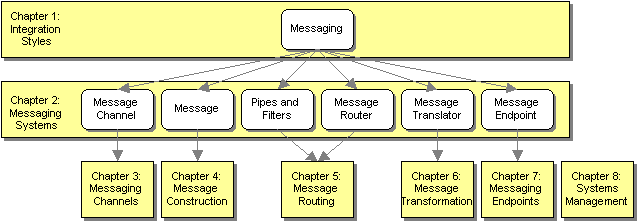 Chapter 1:
Integration
Styles
Messaging
Chapter 2:
Messaging
Systems
Message
Channel
Message
Pipes and
Filters
Message
Router
Message
Translator
Message
Endpoint
Chapter 3:
Messaging
Channels
Chapter 4:
Message
Construction
Chapter 5:
Message
Routing
Chapter 6:
Message
Transformation
Chapter 7:
Messaging
Endpoints
Chapter 8:
Systems
Management